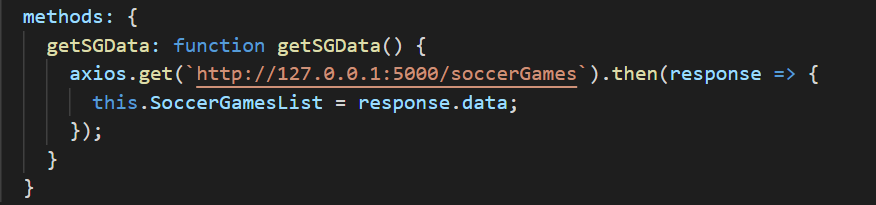 methods: {
getSGData: function getSGData() {
axios.get(`http://127.0.0.1:5000/soccerGames`).then(response => {
this.SoccerGamesList = response.data;
});
}
}